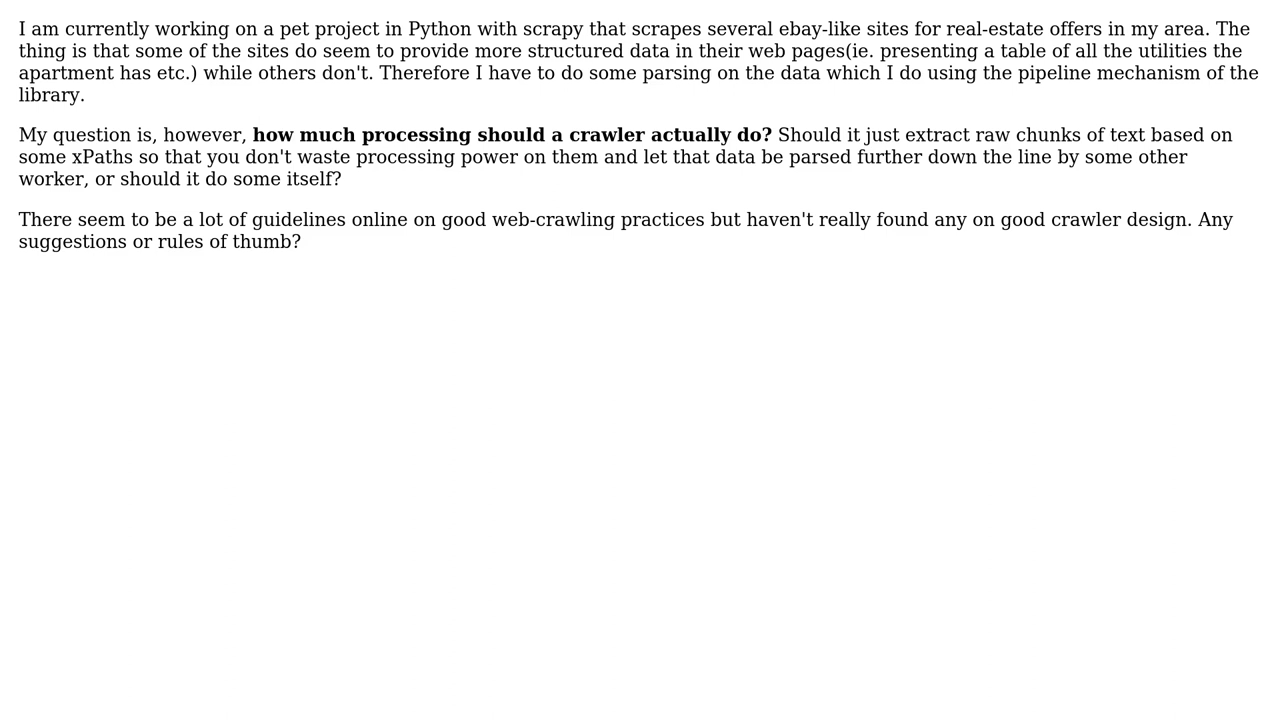 I am currently working on a pet project in Python with scrapy that scrapes several ebay-like sites for real-estate offers in my area. The
thing is that some of the sites do seem to provide more structured data in their web pages(ie. presenting a table of all the utilities the
apartment has etc.) while others don't. Therefore I have to do some parsing on the data which I do using the pipeline mechanism of the
library.
My question is, however, how much processing should a crawler actually do? Should it just extract raw chunks of text based on
some xPaths so that you don't waste processing power on them and let that data be parsed further down the line by some other
worker, or should it do some itself?
There seem to be a lot of guidelines online on good web-crawling practices but haven't really found any on good crawler design. Any
suggestions or rules of thumb?